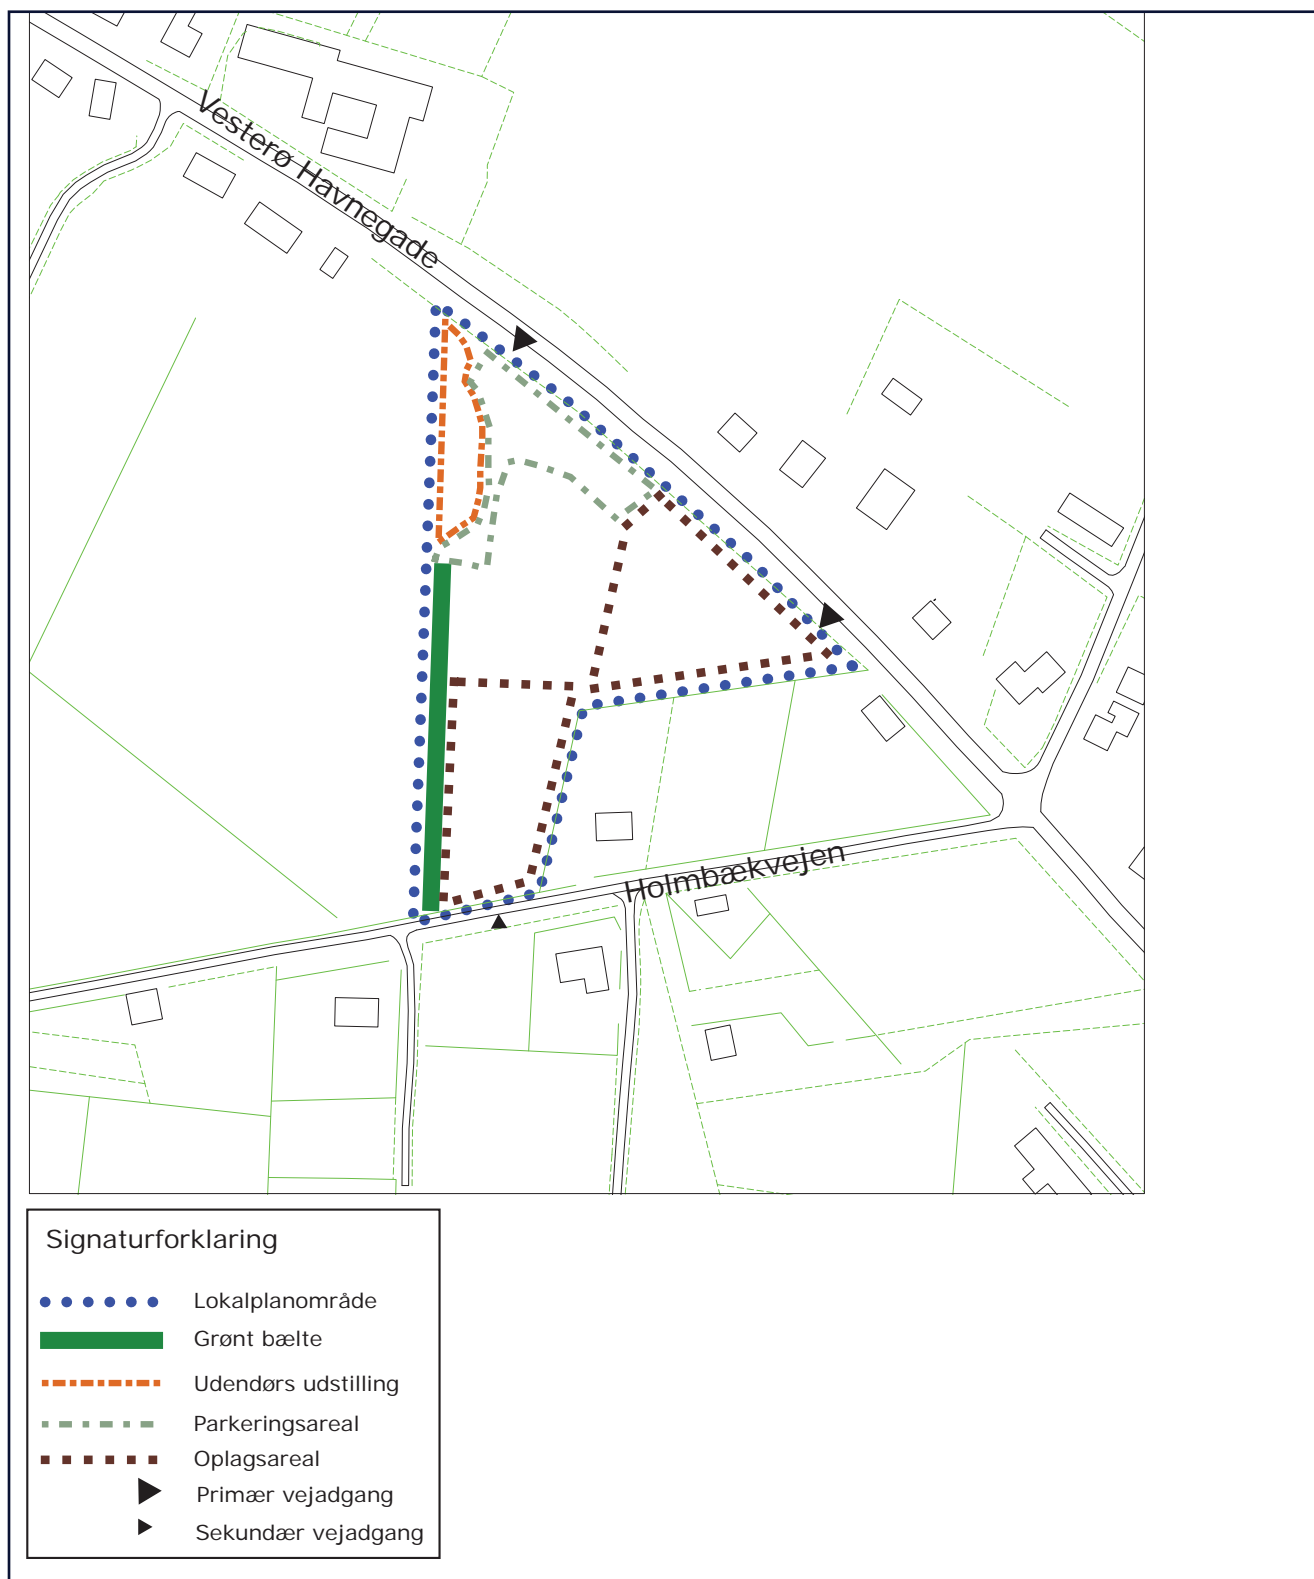 Vesterø Havnegade
Holmbækvejen
Signaturforklaring
Lokalplanområde
Grønt bælte
Udendørs udstilling
Parkeringsareal
Oplagsareal
Primær vejadgang
Sekundær vejadgang